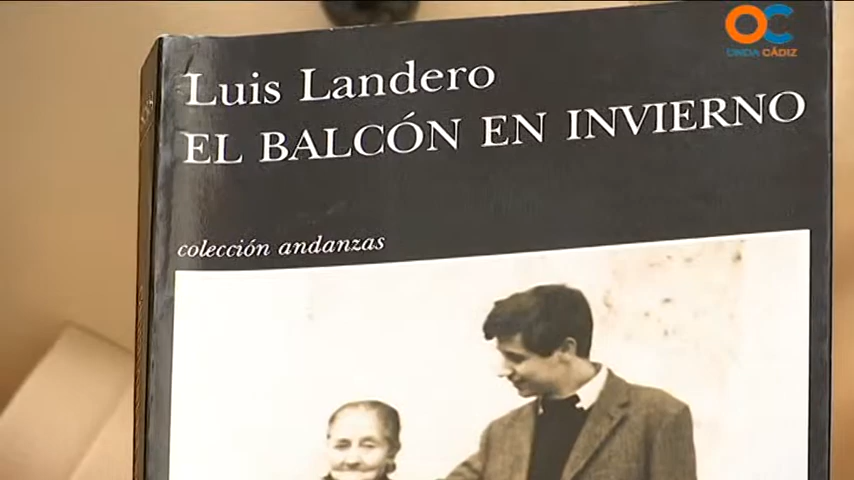 OC
ONDA CÁDIZ
Luis Landero
EL BALCÓN EN INVIERNO
colección andanzas